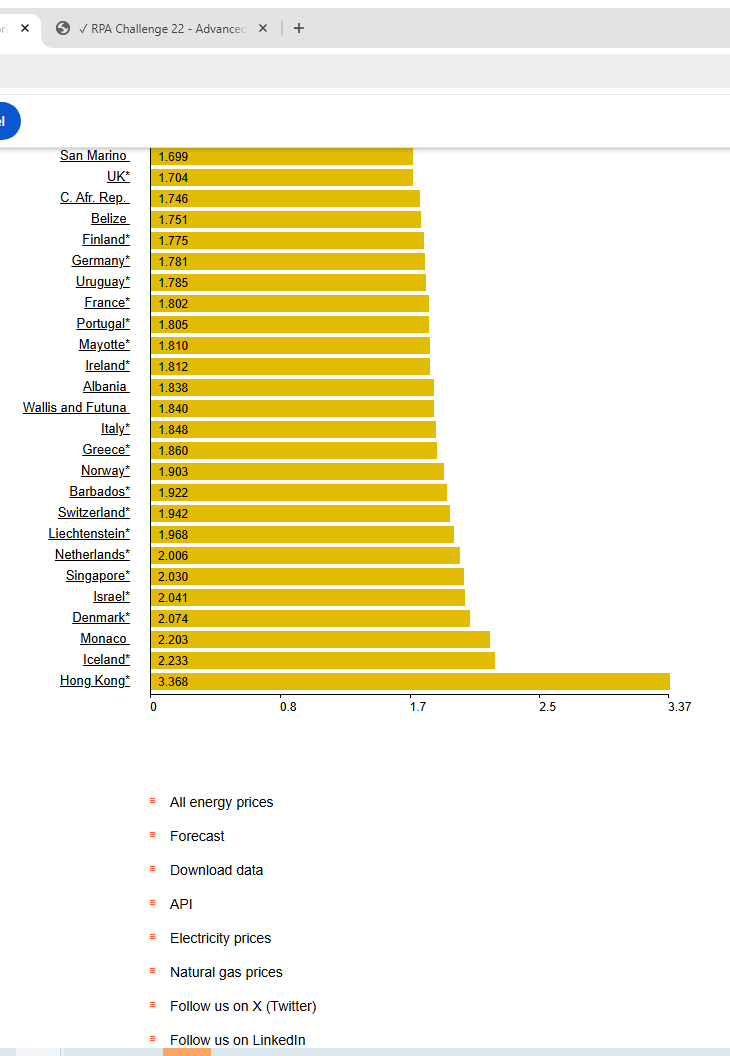 ✓ RPA Challenge 22 - Advanced
San Marino 1.699
UK* 1.704
C. Afr. Rep. 1.746
Belize 1.751
Finland* 1.775
Germany* 1.781
Uruguay* 1.785
France* 1.802
Portugal* 1.805
Mayotte* 1.810
Ireland* 1.812
Albania 1.838
Wallis and Futuna 1.840
Italy* 1.848
Greece* 1.860
Norway* 1.903
Barbados* 1.922
Switzerland* 1.942
Liechtenstein* 1.968
Netherlands* 2.006
Singapore* 2.030
Israel* 2.041
Denmark* 2.074
Monaco 2.203
Iceland* 2.233
Hong Kong* 3.368
0 0.8 1.7 2.5 3.37
All energy prices
Forecast
Download data
API
Electricity prices
Natural gas prices
Follow us on X (Twitter)
Follow us on LinkedIn